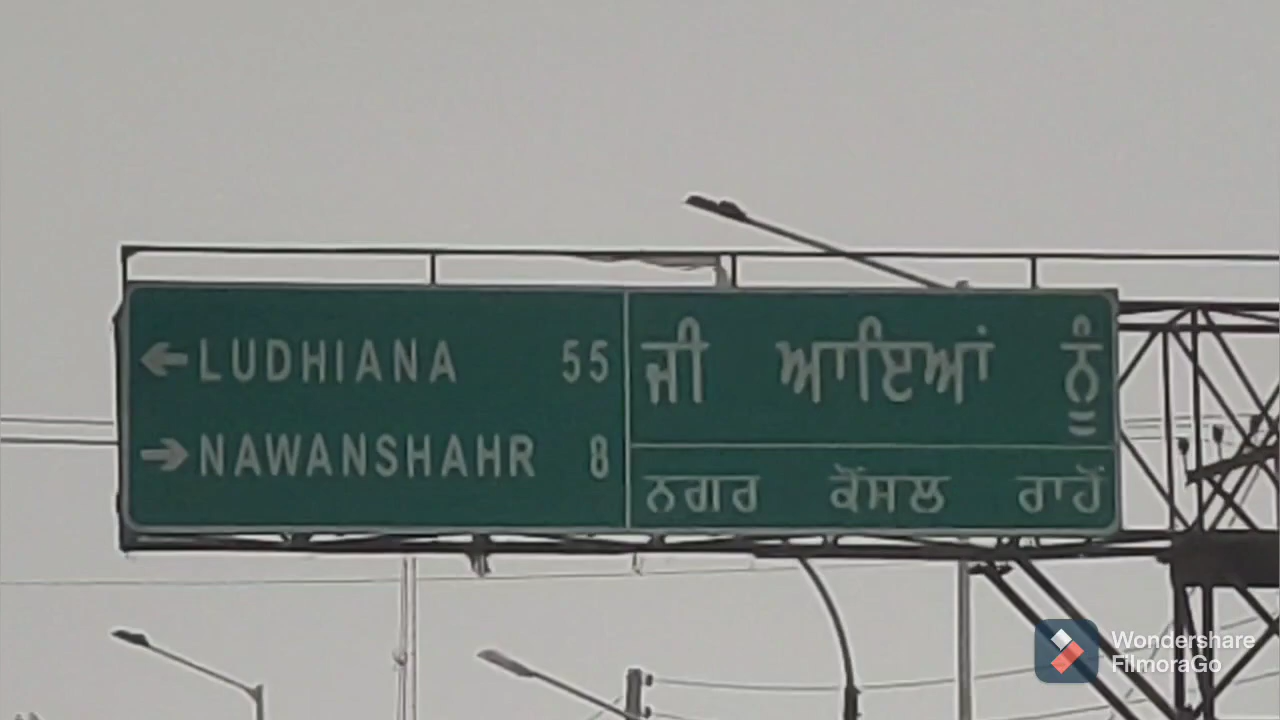 LUDHIANA 55
NAWANSHAHR 8
ਜੀ ਆਇਆਂ ਨੂੰ
ਨਗਰ ਕੌਂਸਲ ਰਾਹੋਂ
Wondershare
FilmoraGo